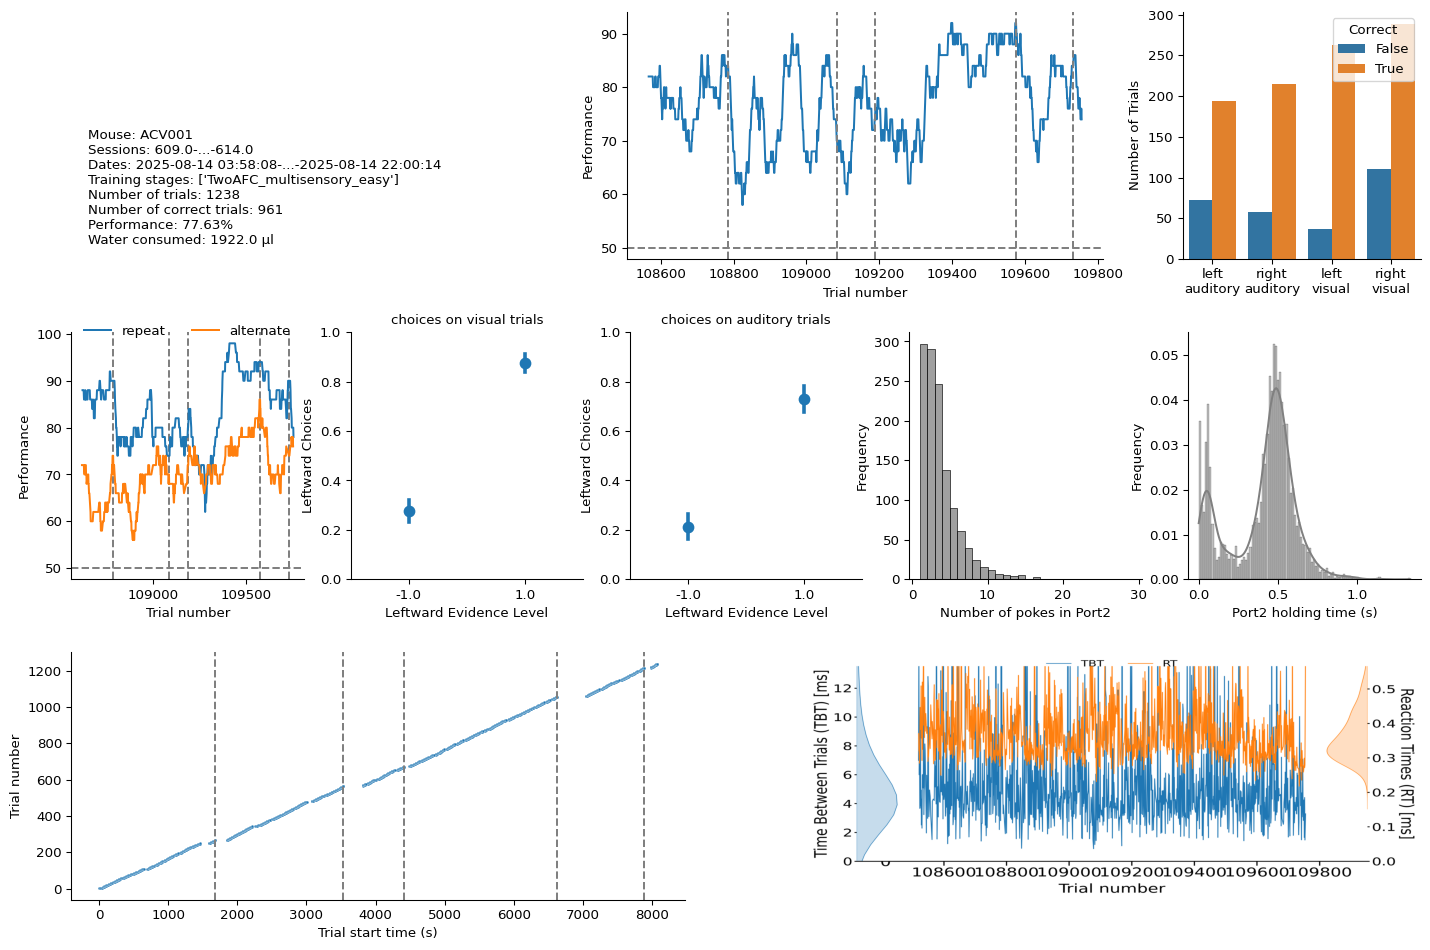 Mouse: ACV001
Sessions: 609.0-...-614.0
Dates: 2025-08-14 03:58:08-...-2025-08-14 22:00:14
Training stages: ['TwoAFC_multisensory_easy']
Number of trials: 1238
Number of correct trials: 961
Performance: 77.63%
Water consumed: 1922.0 µl
90
80
70
60
50
Performance
108600 108800 109000 109200 109400 109600 109800
Trial number
300
250
200
150
100
50
0
Number of Trials
Correct
False
True
left auditory
right auditory
left visual
right visual
repeat alternate
100
90
80
70
60
50
Performance
109000 109500
Trial number
choices on visual trials
1.0
0.8
0.6
0.4
0.2
0.0
Leftward Choices
-1.0 1.0
Leftward Evidence Level
choices on auditory trials
1.0
0.8
0.6
0.4
0.2
0.0
Leftward Choices
-1.0 1.0
Leftward Evidence Level
300
250
200
150
100
50
0
Frequency
0 10 20 30
Number of pokes in Port2
0.05
0.04
0.03
0.02
0.01
0.00
Frequency
0.0 0.5 1.0
Port2 holding time (s)
1200
1000
800
600
400
200
0
Trial number
0 1000 2000 3000 4000 5000 6000 7000 8000
Trial start time (s)
TBT RT
12
10
8
6
4
2
0
Time Between Trials (TBT) [ms]
0.5
0.4
0.3
0.2
0.1
0.0
Reaction Times (RT) [ms]
0
108600 108800 109000 109200 109400 109600 109800
Trial number